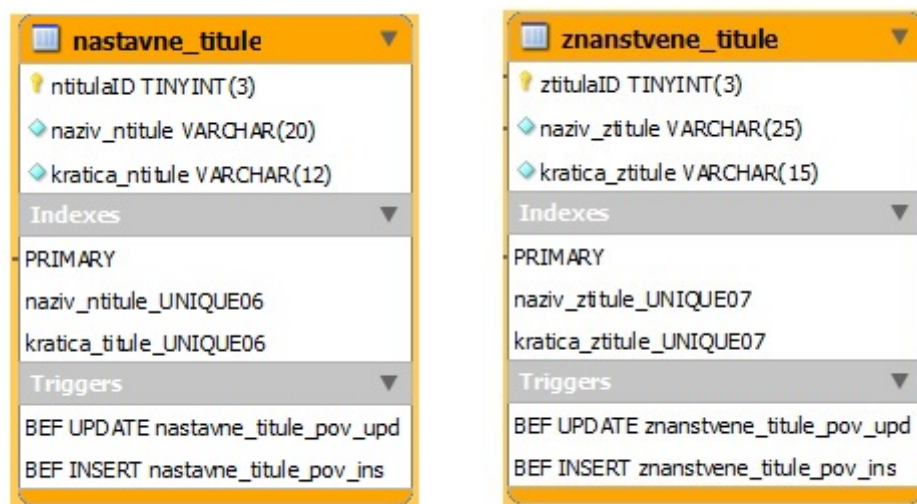 nastavne_titule
ntitulaID TINYINT(3)
naziv_ntitule VARCHAR(20)
kratica_ntitule VARCHAR(12)
Indexes
PRIMARY
naziv_ntitule_UNIQUE06
kratica_titule_UNIQUE06
Triggers
BEF UPDATE nastavne_titule_pov_upd
BEF INSERT nastavne_titule_pov_ins
znanstvene_titule
ztitulaID TINYINT(3)
naziv_ztitule VARCHAR(25)
kratica_ztitule VARCHAR(15)
Indexes
PRIMARY
naziv_ztitule_UNIQUE07
kratica_ztitule_UNIQUE07
Triggers
BEF UPDATE znanstvene_titule_pov_upd
BEF INSERT znanstvene_titule_pov_ins